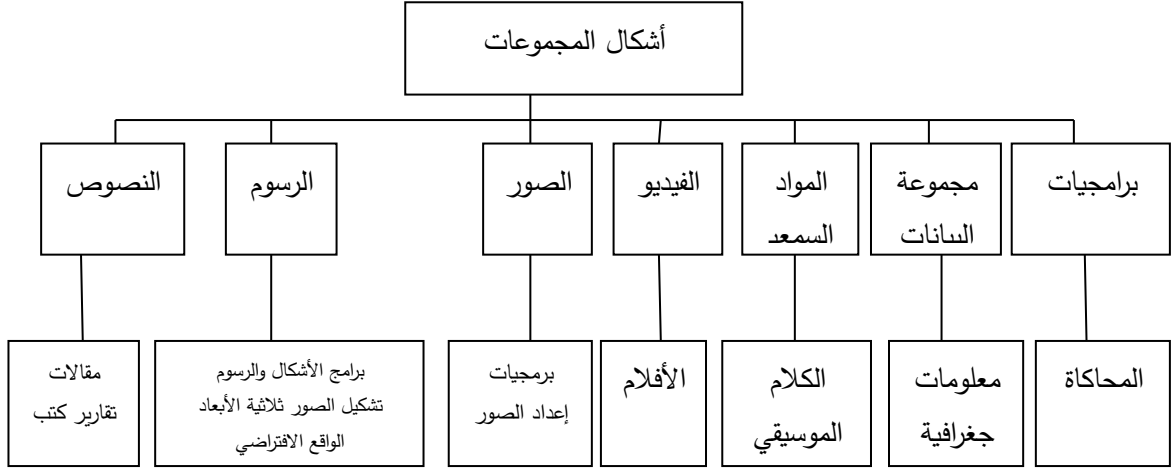 أشكال المجموعات
برامجيات
مجموعة
البيانات
المواد
الفيديو
الصور
الرسوم
النصوص
المحاكاة
معلومات
جغرافية
الكلام
الموسيقي
الأفلام
برمجيات
إعداد الصور
برامج الأشكال والرسوم
تشكيل الصور ثلاثية الأبعاد
الواقع الافتراضي
مقالات
تقارير كتب